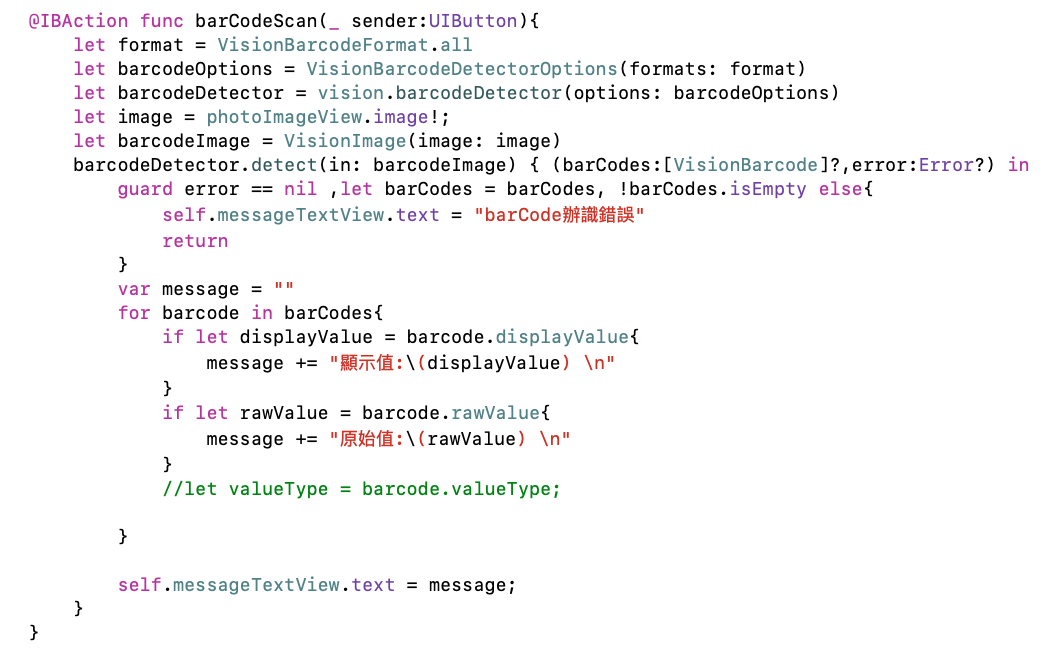 @IBAction func barCodeScan(_ sender:UIButton){
    let format = VisionBarcodeFormat.all
    let barcodeOptions = VisionBarcodeDetectorOptions(formats: format)
    let barcodeDetector = vision.barcodeDetector(options: barcodeOptions)
    let image = photoImageView.image!;
    let barcodeImage = VisionImage(image: image)
    barcodeDetector.detect(in: barcodeImage) { (barCodes:[VisionBarcode]?,error:Error?) in
        guard error == nil ,let barCodes = barCodes, !barCodes.isEmpty else{
            self.messageTextView.text = "barCode辦識錯誤"
            return
        }
        var message = ""
        for barcode in barCodes{
            if let displayValue = barcode.displayValue{
                message += "顯示值:\(displayValue) \n"
            }
            if let rawValue = barcode.rawValue{
                message += "原始值:\(rawValue) \n"
            }
            //let valueType = barcode.valueType;
        }
        self.messageTextView.text = message;
    }
}